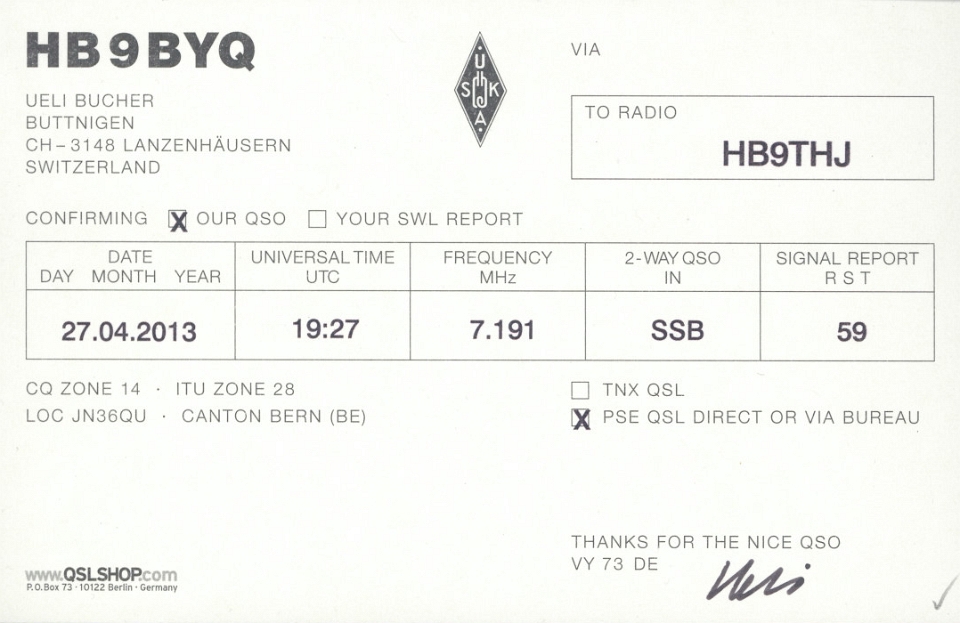 HB9BYQ
UELI BUCHER
BUTTNIGEN
CH–3148 LANZENHÄUSERN
SWITZERLAND
USKA
VIA
TO RADIO
HB9THJ
CONFIRMING X OUR QSO YOUR SWL REPORT
DATE UNIVERSAL TIME FREQUENCY 2-WAY QSO SIGNAL REPORT
DAY MONTH YEAR UTC MHz IN R S T
27.04.2013 19:27 7.191 SSB 59
CQ ZONE 14 · ITU ZONE 28
LOC JN36QU · CANTON BERN (BE)
TNX QSL
X PSE QSL DIRECT OR VIA BUREAU
THANKS FOR THE NICE QSO
VY 73 DE Ueli
www.QSLSHOP.com
P.O.Box 73 · 10122 Berlin · Germany